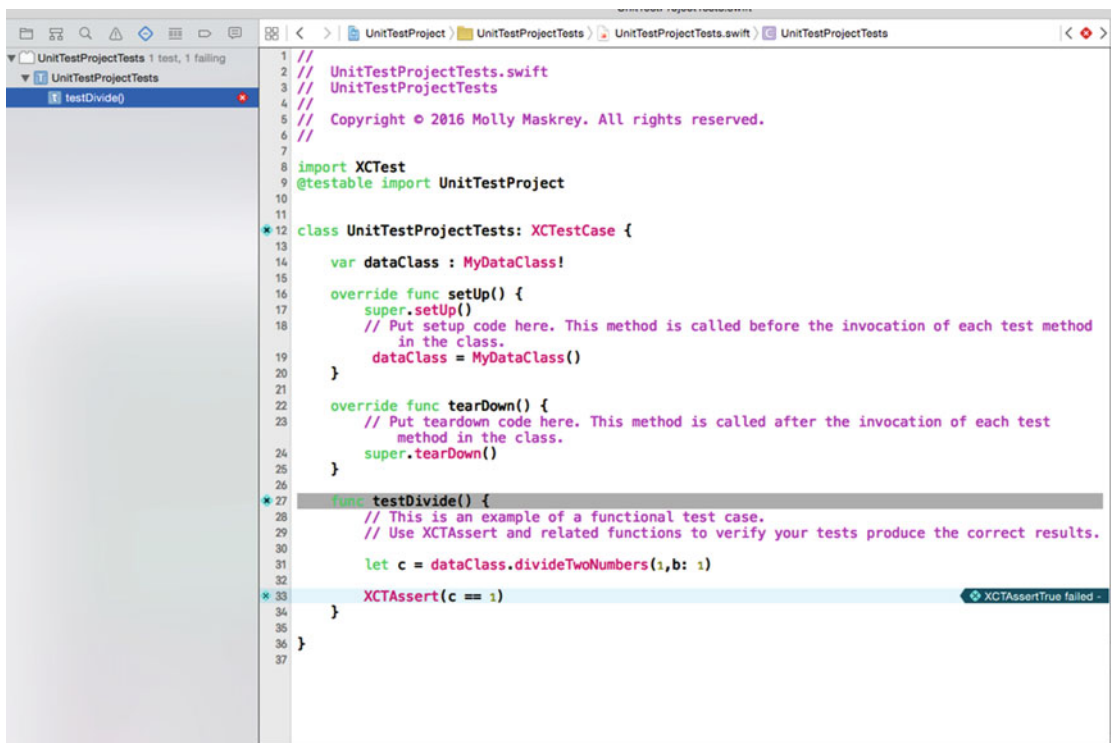 UnitTestProject
UnitTestProjectTests
UnitTestProjectTests.swift
UnitTestProjectTests
UnitTestProjectTests 1 test, 1 failing
UnitTestProjectTests
testDivide()
1 //
2 // UnitTestProjectTests.swift
3 // UnitTestProjectTests
4 //
5 // Copyright © 2016 Molly Maskrey. All rights reserved.
6 //
7
8 import XCTest
9 @testable import UnitTestProject
10
11
12 class UnitTestProjectTests: XCTestCase {
13
14 var dataClass : MyDataClass!
15
16 override func setUp() {
17 super.setUp()
18 // Put setup code here. This method is called before the invocation of each test method
in the class.
19 dataClass = MyDataClass()
20 }
21
22 override func tearDown() {
23 // Put teardown code here. This method is called after the invocation of each test
method in the class.
24 super.tearDown()
25 }
26
27 func testDivide() {
28 // This is an example of a functional test case.
29 // Use XCTAssert and related functions to verify your tests produce the correct results.
30
31 let c = dataClass.divideTwoNumbers(1,b: 1)
32
33 XCTAssert(c == 1) XCTAssertTrue failed -
34 }
35
36 }
37